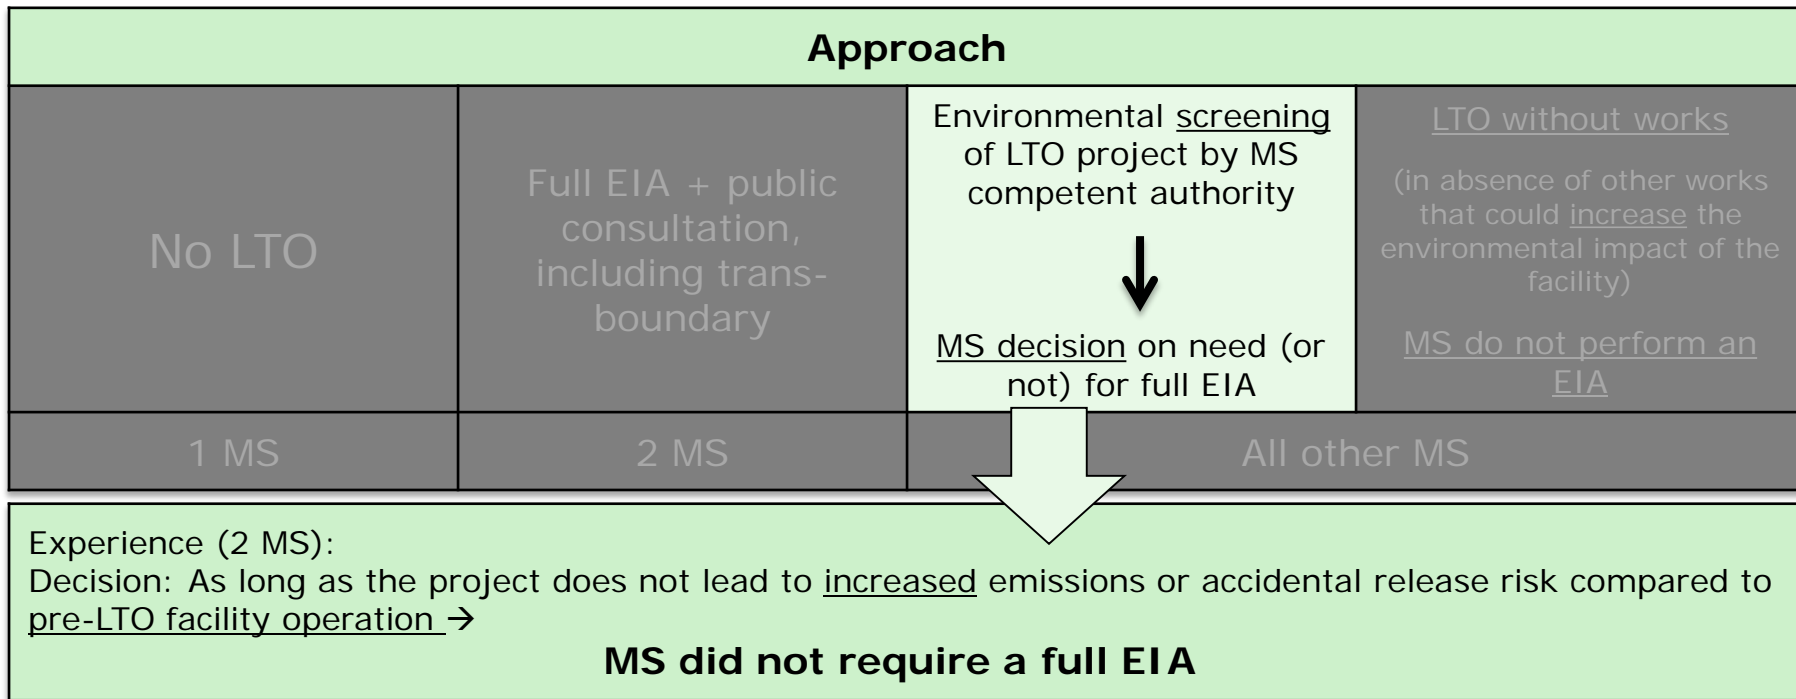 Approach
No LTO
Full EIA + public
consultation,
including trans-
boundary
Environmental screening
of LTO project by MS
competent authority
MS decision on need (or
not) for full EIA
LTO without works
(in absence of other works
that could increase the
environmental impact of the
facility)
MS do not perform an
EIA
1 MS
2 MS
All other MS
Experience (2 MS):
Decision: As long as the project does not lead to increased emissions or accidental release risk compared to
pre-LTO facility operation →
MS did not require a full EIA